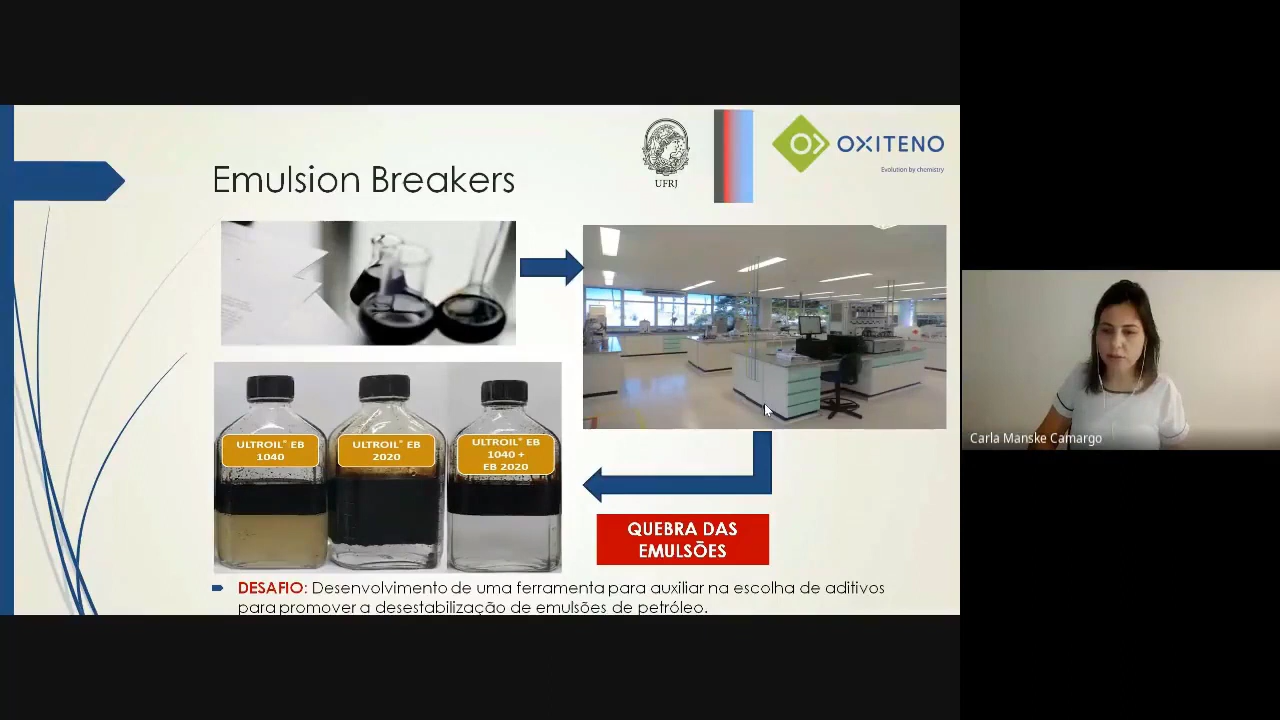 UFRJ
OXITENO
Evolution by chemistry
Emulsion Breakers
ULTROIL® EB
1040
ULTROIL® EB
2020
ULTROIL® EB
1040 +
EB 2020
QUEBRA DAS
EMULSÕES
DESAFIO: Desenvolvimento de uma ferramenta para auxiliar na escolha de aditivos
para promover a desestabilização de emulsões de petróleo.
Carla Manske Camargo